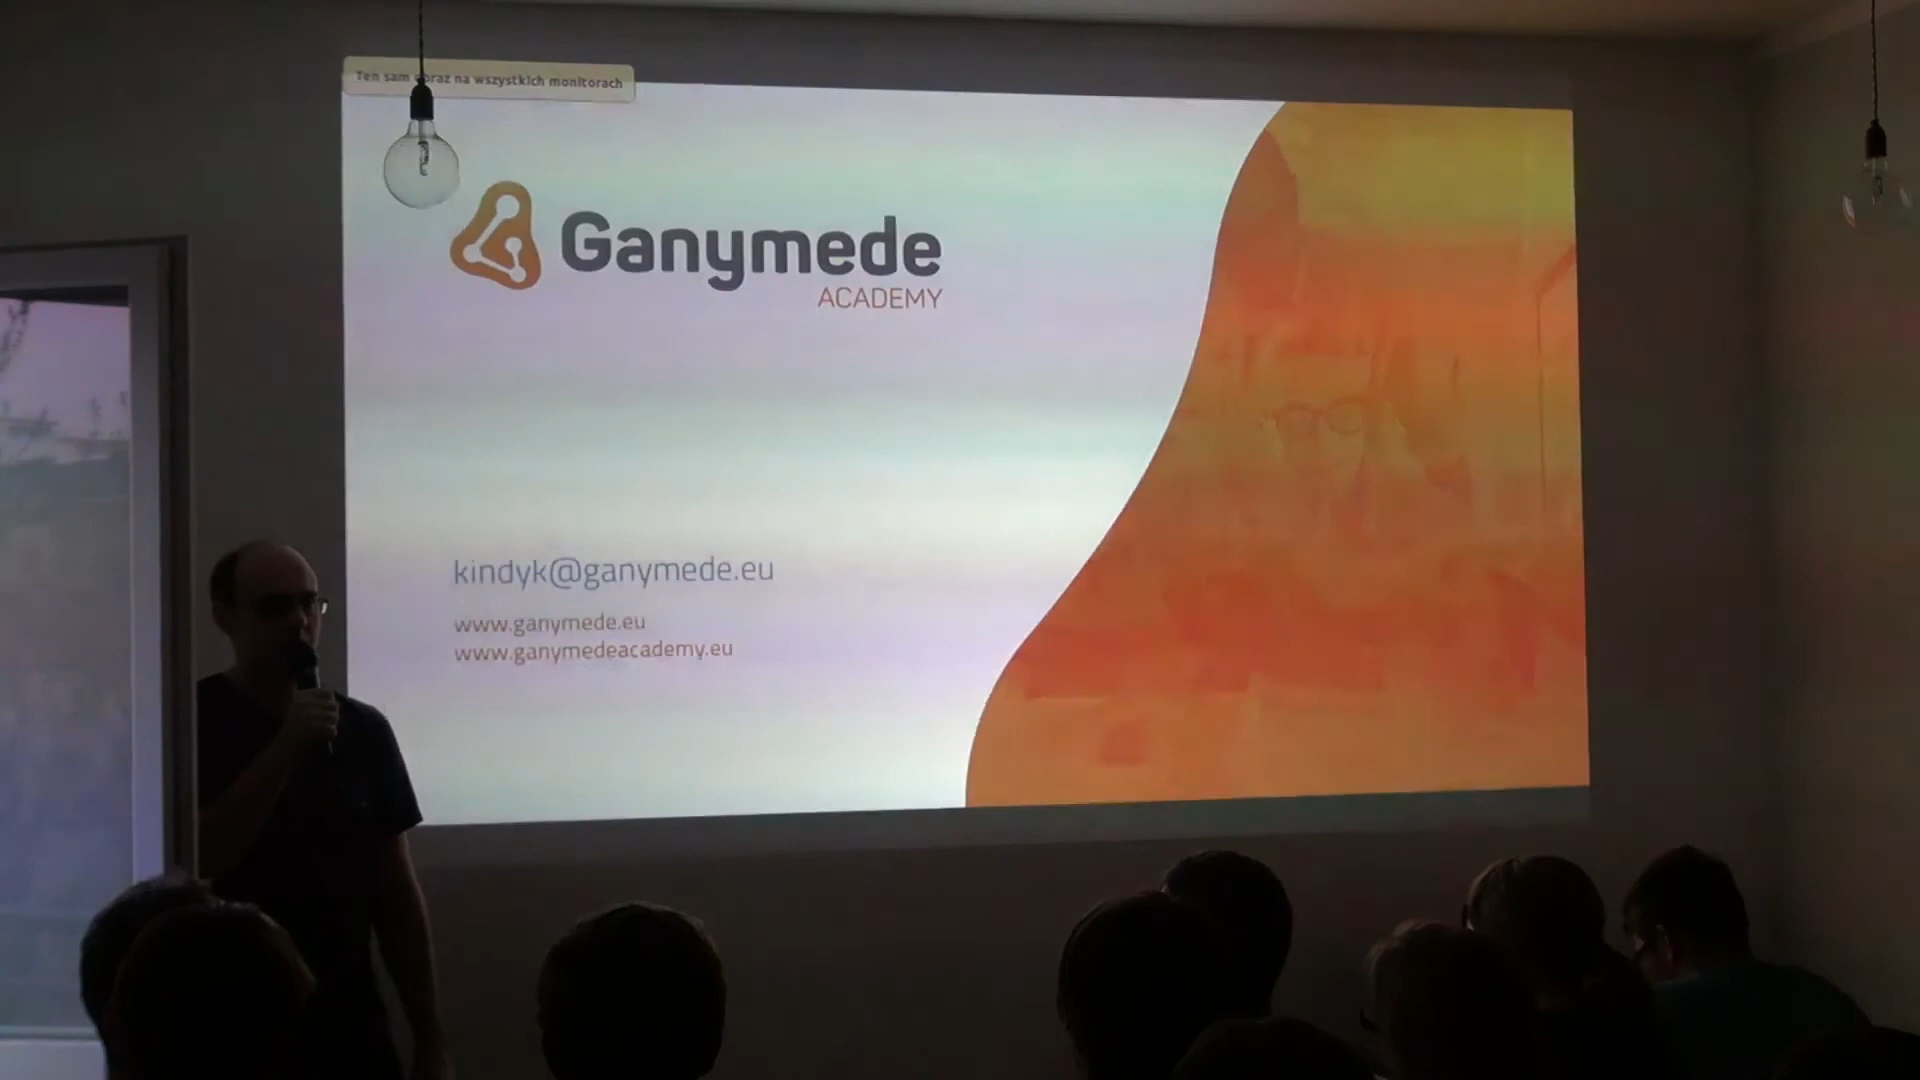 Ten sam obraz na wszystkich monitorach
Ganymede
ACADEMY
kindyk@ganymede.eu
www.ganymede.eu
www.ganymedeacademy.eu